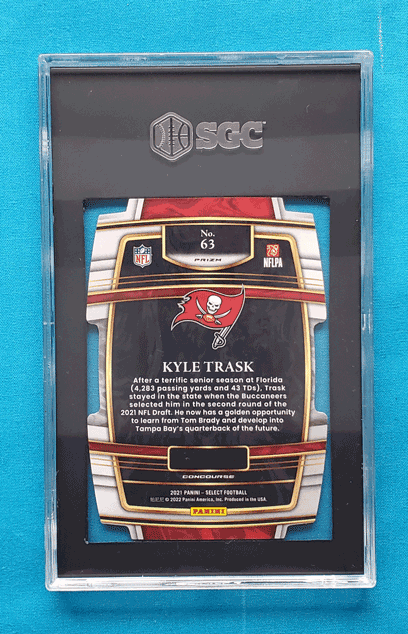 SGC
No.
63
PRIZM
NFL
NFLPA
KYLE TRASK
After a terrific senior season at Florida
(4,283 passing yards and 43 TDs), Trask
stayed in the state when the Buccaneers
selected him in the second round of the
2021 NFL Draft. He now has a golden opportunity
to learn from Tom Brady and develop into
Tampa Bay's quarterback of the future.
CONCOURSE
2021 PANINI - SELECT FOOTBALL
© 2022 Panini America, Inc. Produced in the USA.
PANINI